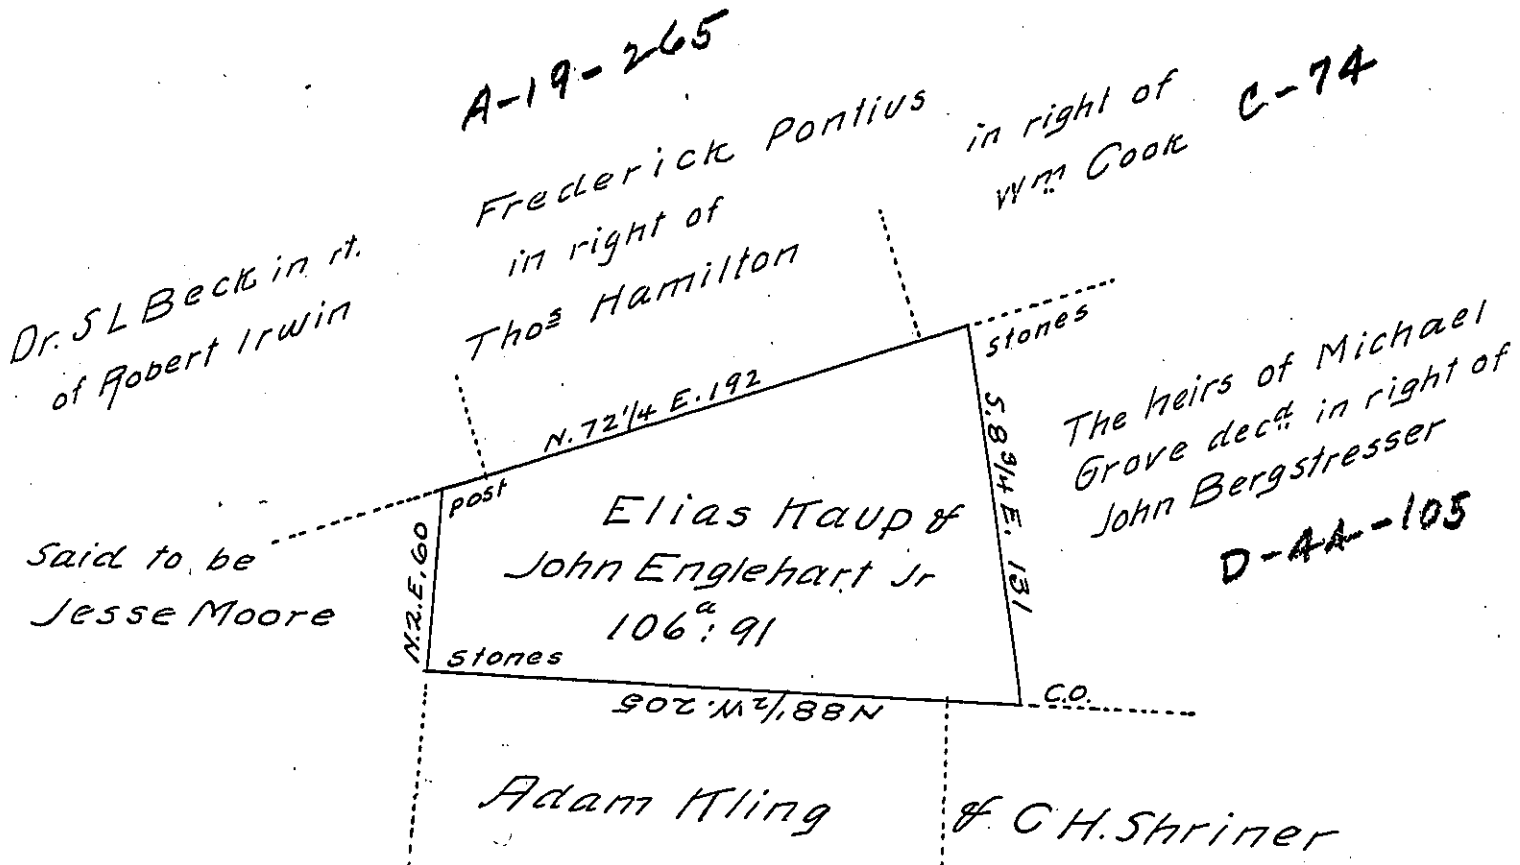 A-19-265
C-74
Frederick Pontius
in right of
Thos Hamilton
in right of
Wm Cook
Dr. S L Beck in rt.
of Robert Irwin
stones
The heirs of Michael
Grove decd in right of
John Bergstresser
D-44-105
N. 72 1/4 E. 192
S. 8 3/4 E. 131
post
Said to be
Jesse Moore
N. 2. E. 60
Elias Kaup &
John Englehart Jr
106a: 91
stones
N 88 1/2 W. 205
C.O.
Adam Kling
& C H. Shriner